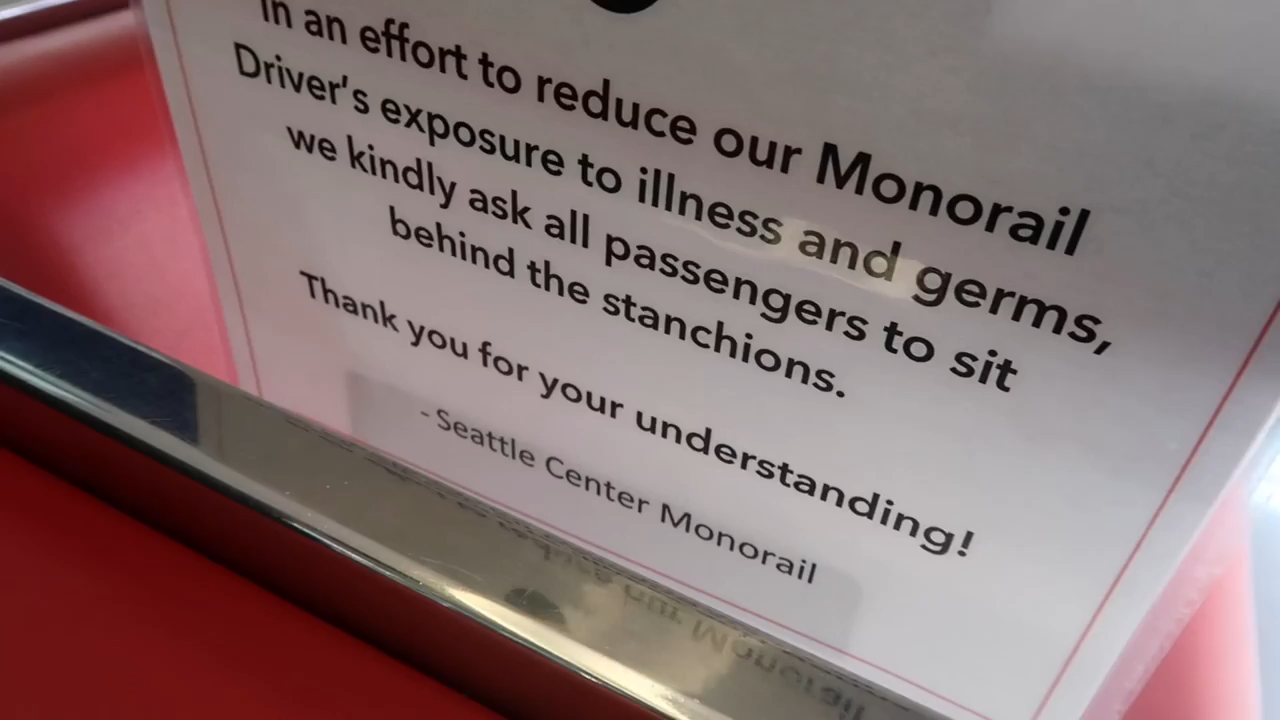 In an effort to reduce our Monorail
Driver's exposure to illness and germs,
we kindly ask all passengers to sit
behind the stanchions.
Thank you for your understanding!
- Seattle Center Monorail